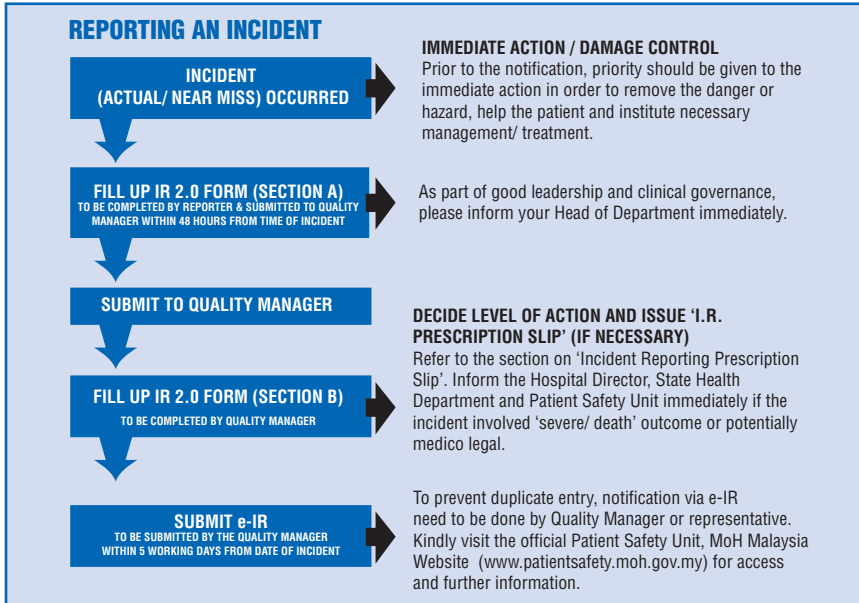 REPORTING AN INCIDENT
INCIDENT
(ACTUAL/ NEAR MISS) OCCURRED
IMMEDIATE ACTION / DAMAGE CONTROL
Prior to the notification, priority should be given to the
immediate action in order to remove the danger or
hazard, help the patient and institute necessary
management/ treatment.
FILL UP IR 2.0 FORM (SECTION A)
TO BE COMPLETED BY REPORTER & SUBMITTED TO QUALITY
MANAGER WITHIN 48 HOURS FROM TIME OF INCIDENT
As part of good leadership and clinical governance,
please inform your Head of Department immediately.
SUBMIT TO QUALITY MANAGER
FILL UP IR 2.0 FORM (SECTION B)
TO BE COMPLETED BY QUALITY MANAGER
DECIDE LEVEL OF ACTION AND ISSUE ‘I.R.
PRESCRIPTION SLIP’ (IF NECESSARY)
Refer to the section on ‘Incident Reporting Prescription
Slip’. Inform the Hospital Director, State Health
Department and Patient Safety Unit immediately if the
incident involved ‘severe/ death’ outcome or potentially
medico legal.
SUBMIT e-IR
TO BE SUBMITTED BY THE QUALITY MANAGER
WITHIN 5 WORKING DAYS FROM DATE OF INCIDENT
To prevent duplicate entry, notification via e-IR
need to be done by Quality Manager or representative.
Kindly visit the official Patient Safety Unit, MoH Malaysia
Website (www.patientsafety.moh.gov.my) for access
and further information.